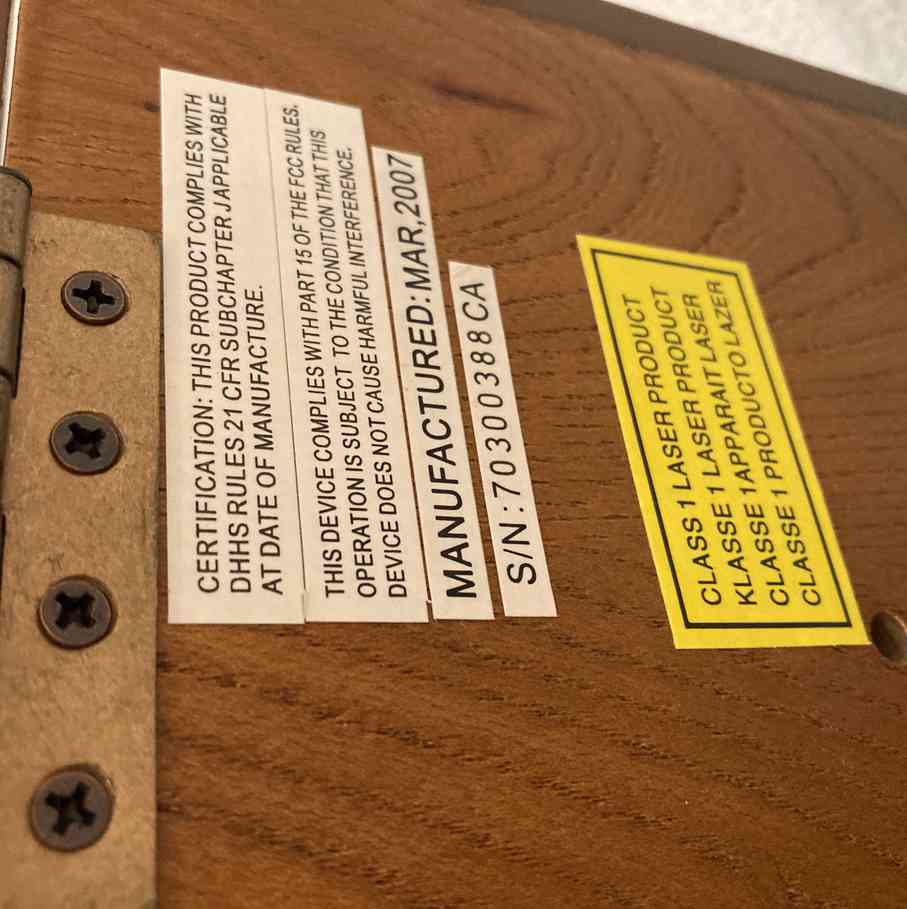 CERTIFICATION: THIS PRODUCT COMPLIES WITH
DHHS RULES 21 CFR SUBCHAPTER J APPLICABLE
AT DATE OF MANUFACTURE.
THIS DEVICE COMPLIES WITH PART 15 OF THE FCC RULES.
OPERATION IS SUBJECT TO THE CONDITION THAT THIS
DEVICE DOES NOT CAUSE HARMFUL INTERFERENCE.
MANUFACTURED: MAR,2007
S/N: 70300388 CA
CLASS 1 LASER PRODUCT
KLASSE 1 LASER PRODUCT
KLASSE 1APPARAIT LASER
CLASSE 1 PRODUCTO LAZER